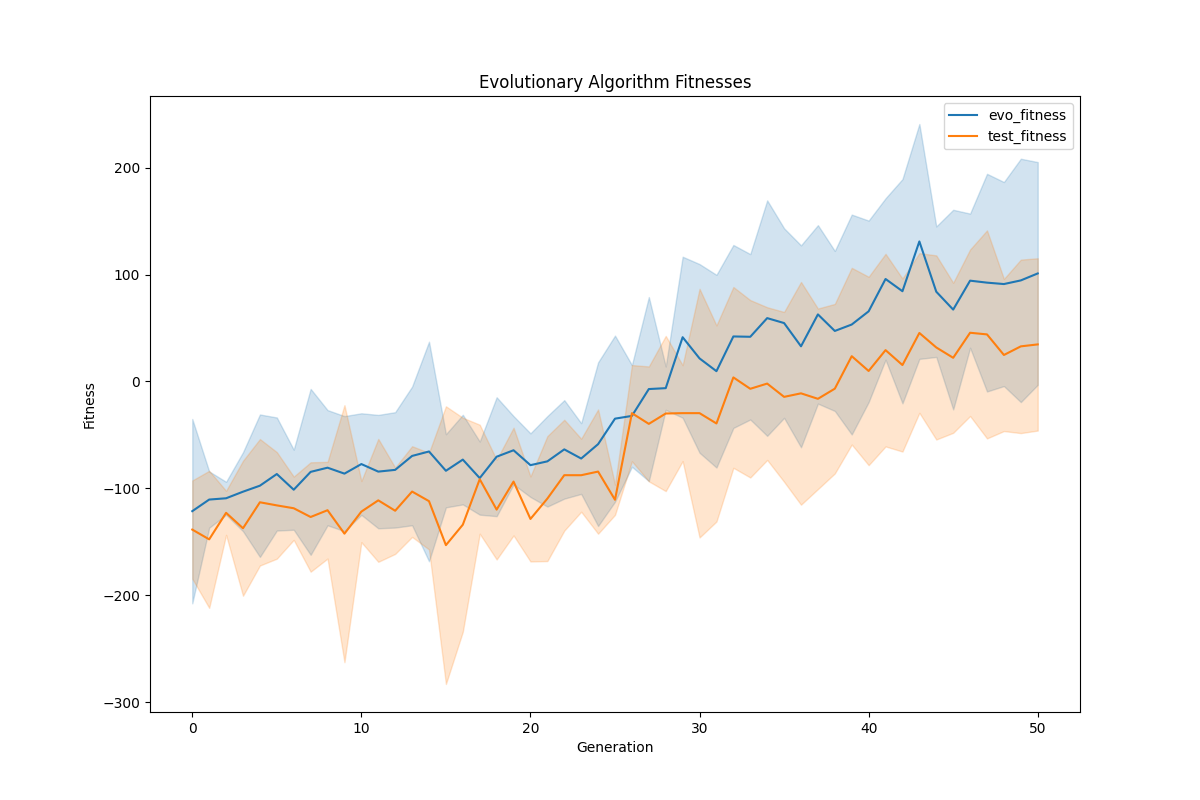 Evolutionary Algorithm Fitnesses
evo_fitness
test_fitness
200
100
0
−100
−200
−300
Fitness
0 10 20 30 40 50
Generation